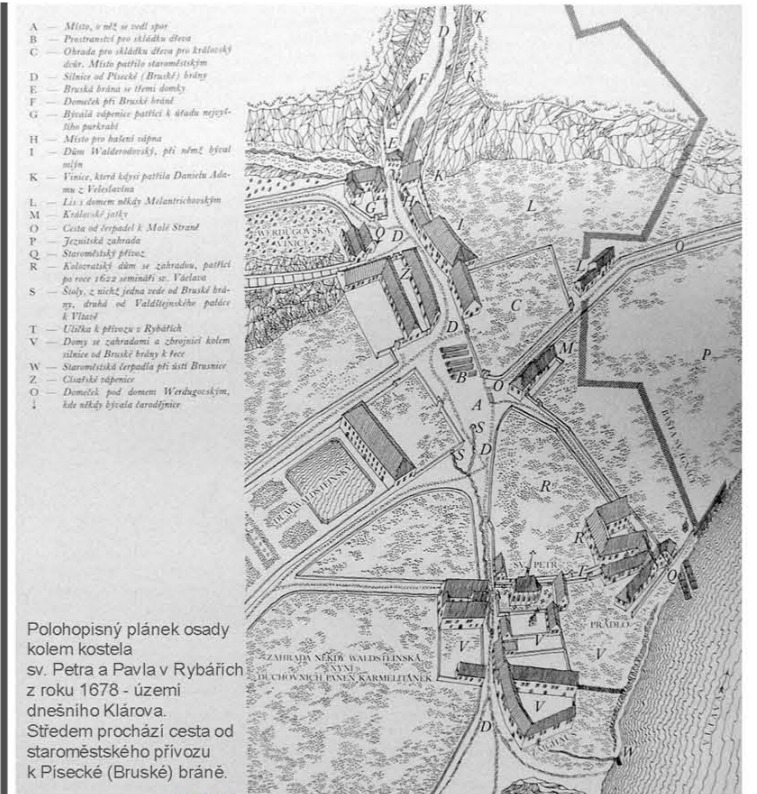 A — Místo, o něž se vedl spor
B — Prostranství pro skládku dřeva
C — Ohrada pro skládku dřeva pro královský
dvůr. Místo patřilo staroměstským
D — Silnice od Písecké (Bruské) brány
E — Bruská brána se třemi domky
F — Domeček při Bruské bráně
G — Bývalá vápenice patřící k úřadu nejvyš-
šího purkrabí
H — Místo pro hašení vápna
I — Dům Walderodovský, při němž býval
mlýn
K — Vinice, která kdysi patřila Danielu Ada-
mu z Veleslavína
L — Lis s domem někdy Melantrichovským
M — Královské jatky
O — Cesta od čerpadel k Malé Straně
P — Jezuitská zahrada
Q — Staroměstský přívoz
R — Kolovratský dům se zahradou, patřící
po roce 1622 semináři sv. Václava
S — Štoly, z nichž jedna vede od Bruské brá-
ny, druhá od Valdštejnského paláce
k Vltavě
T — Ulička k přívozu v Rybářích
V — Domy se zahradami a zbrojnicí kolem
silnice od Bruské brány k řece
W — Staroměstská čerpadla při ústí Brusnice
Z — Císařské vápenice
O — Domeček pod domem Werdugovským,
↓ kde někdy bývala čarodějnice
K
D
K
F
E
K
G
H
I
L
WERDUGOVSKÁ
VINICE
Q
D
Z
C
O
D
M
P
B
O
A
S
S
D
R
BAŠTA S. IGNÁCI
R
SV. PETR
T
Q
PRÁDLO
V
V
V
ZAHRADA NĚKDY WALDSTEINSKÁ
NYNÍ
DUCHOVNÍCH PANEN KARMELITÁNEK
V
D
W
VLTAVA
Polohopisný plánek osady
kolem kostela
sv. Petra a Pavla v Rybářích
z roku 1678 - území
dnešního Klárova.
Středem prochází cesta od
staroměstského přívozu
k Písecké (Bruské) bráně.